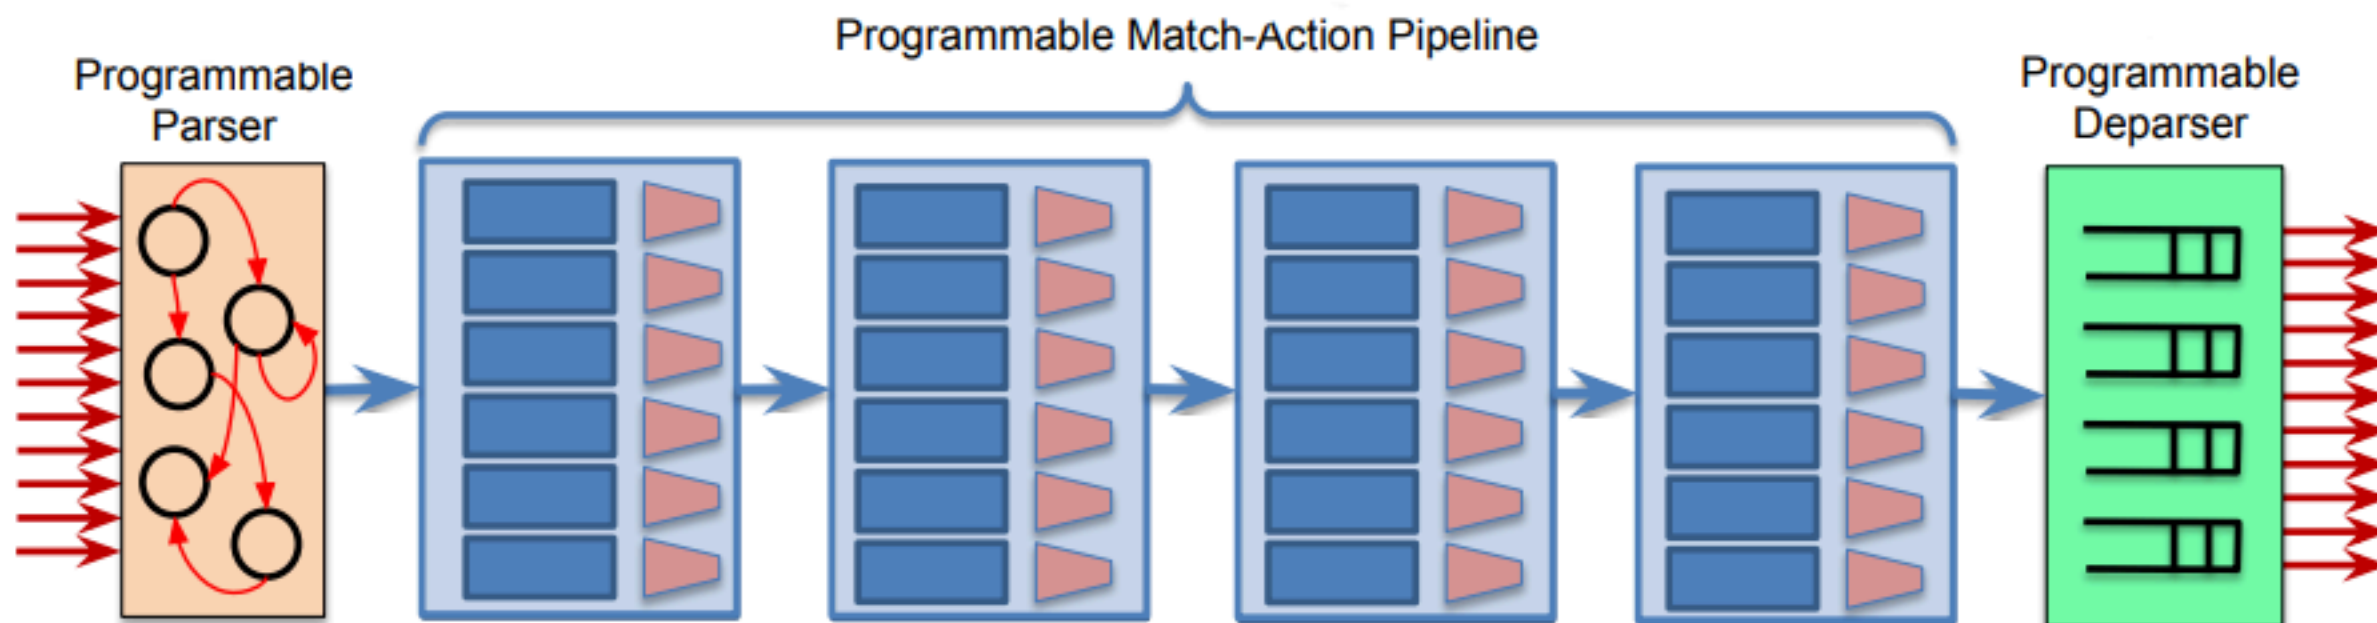 Programmable Match-Action Pipeline
Programmable
Parser
Programmable
Deparser